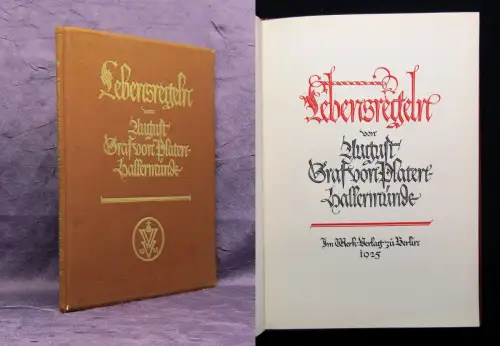 Lebensregeln
von
August
Graf von Platen-
Hallermünde
Lebensregeln
von
August
Graf von Platen-
Hallermünde
Im Werk-Verlag zu Berlin
1925